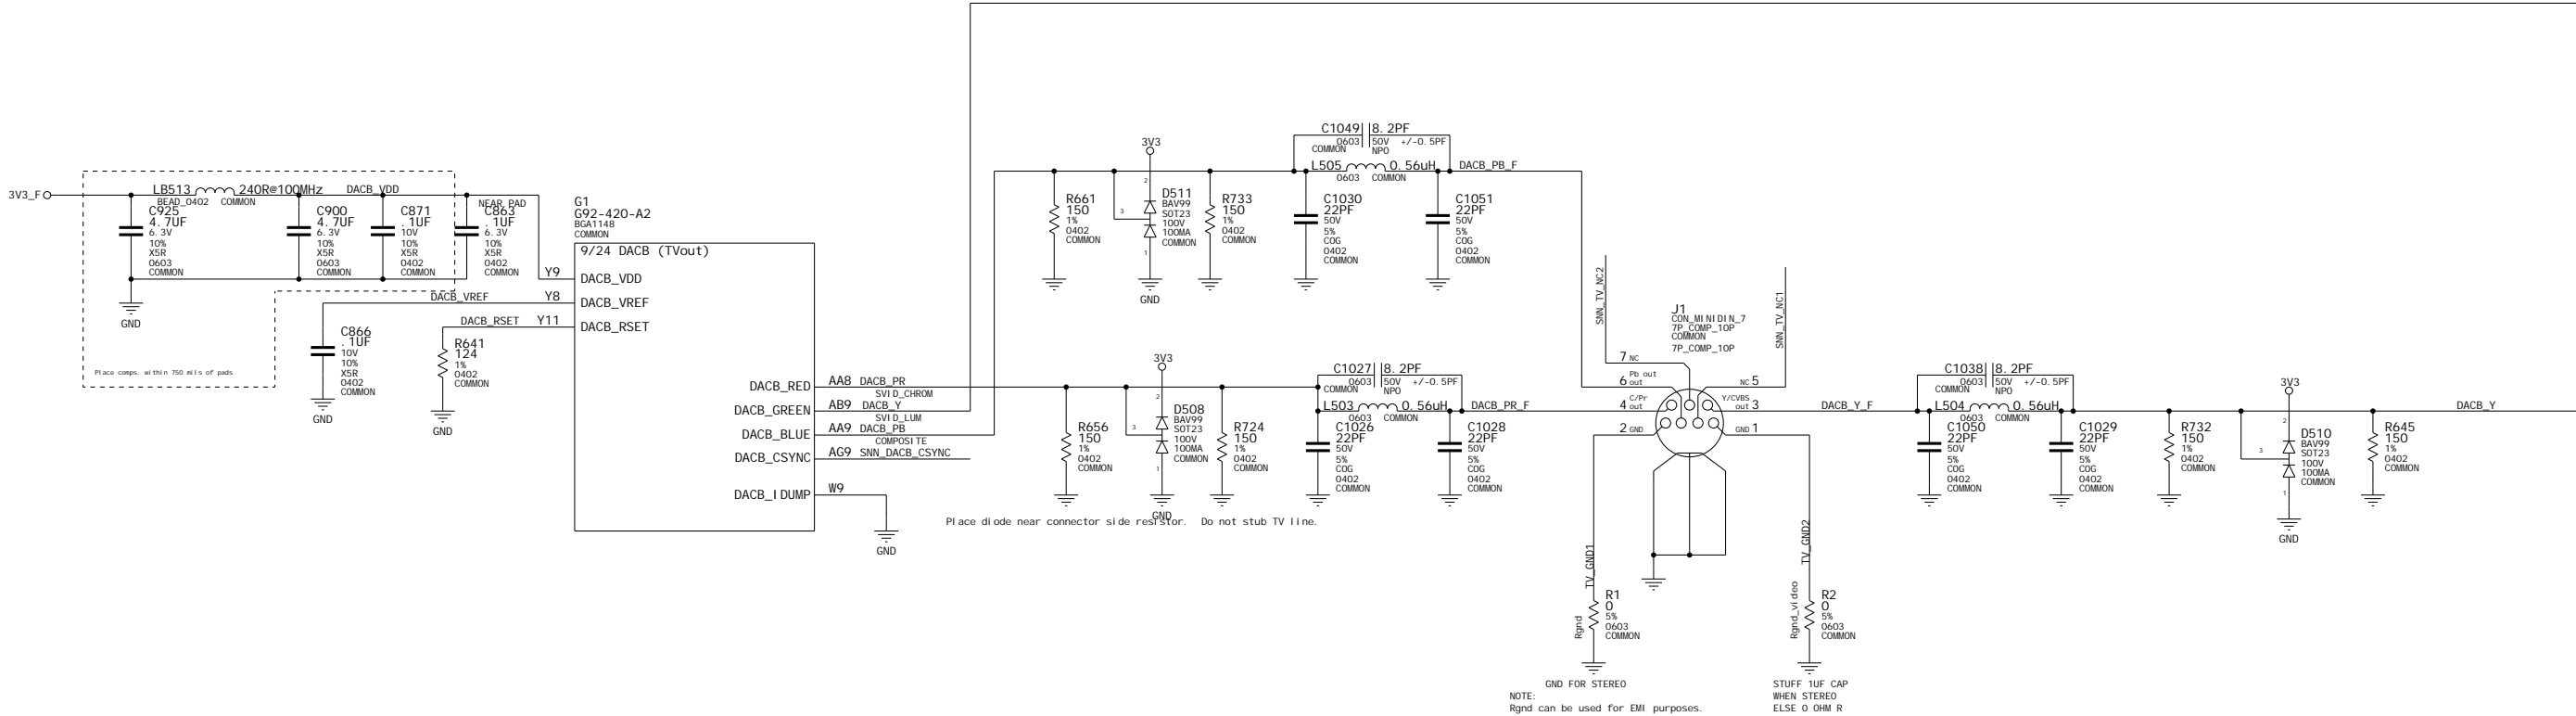 3V3_F
LB513
240R@100MHz
BEAD_0402
COMMON
DACB_VDD
NEAR PAD
C925
4.7UF
6.3V
10%
X5R
0603
COMMON
C900
4.7UF
6.3V
10%
X5R
0603
COMMON
C871
.1UF
10V
10%
X5R
0402
COMMON
C863
.1UF
6.3V
10%
X5R
0402
COMMON
GND
Place comps. within 750 mils of pads
DACB_VREF
C866
.1UF
10V
10%
X5R
0402
COMMON
GND
DACB_RSET
R641
124
1%
0402
COMMON
GND
Y9
Y8
Y11
G1
G92-420-A2
BGA1148
COMMON
9/24 DACB (TVout)
DACB_VDD
DACB_VREF
DACB_RSET
DACB_RED
DACB_GREEN
DACB_BLUE
DACB_CSYNC
DACB_IDUMP
AA8 DACB_PR
SVID_CHROM
AB9 DACB_Y
SVID_LUM
AA9 DACB_PB
COMPOSITE
AG9 SNN_DACB_CSYNC
W9
GND
R661
150
1%
0402
COMMON
3V3
2
3
1
D511
BAV99
SOT23
100V
100MA
COMMON
GND
R733
150
1%
0402
COMMON
C1049
8.2PF
0603
50V +/-0.5PF
COMMON
NPO
L505
0.56uH
0603
COMMON
DACB_PB_F
C1030
22PF
50V
5%
COG
0402
COMMON
C1051
22PF
50V
5%
COG
0402
COMMON
R656
150
1%
0402
COMMON
3V3
2
3
1
D508
BAV99
SOT23
100V
100MA
COMMON
GND
R724
150
1%
0402
COMMON
C1027
8.2PF
0603
50V +/-0.5PF
COMMON
NPO
L503
0.56uH
0603
COMMON
DACB_PR_F
C1026
22PF
50V
5%
COG
0402
COMMON
C1028
22PF
50V
5%
COG
0402
COMMON
Place diode near connector side resistor. Do not stub TV line.
SNN_TV_NC2
SNN_TV_NC1
J1
CON_MINIDIN_7
7P_COMP_10P
COMMON
7P_COMP_10P
7 NC
6 Pb out
out
4 C/Pr
out
2 GND
NC 5
Y/CVBS
out 3
GND 1
TV_GND1
TV_GND2
Rgnd
R1
0
5%
0603
COMMON
Rgnd_video
R2
0
5%
0603
COMMON
GND FOR STEREO
NOTE:
Rgnd can be used for EMI purposes.
STUFF 1UF CAP
WHEN STEREO
ELSE 0 OHM R
DACB_Y_F
C1038
8.2PF
0603
50V +/-0.5PF
COMMON
NPO
L504
0.56uH
0603
COMMON
C1050
22PF
50V
5%
COG
0402
COMMON
C1029
22PF
50V
5%
COG
0402
COMMON
R732
150
1%
0402
COMMON
3V3
2
3
1
D510
BAV99
SOT23
100V
100MA
COMMON
GND
R645
150
1%
0402
COMMON
DACB_Y